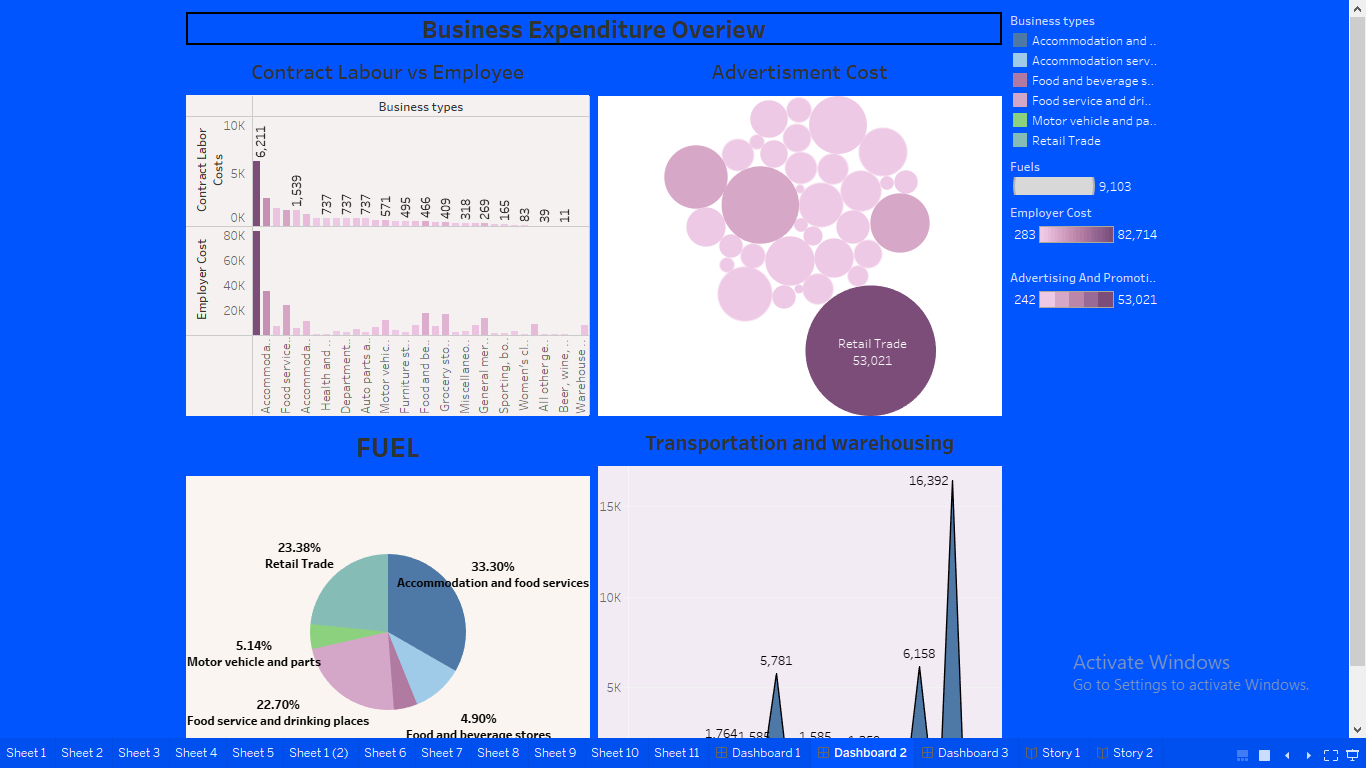 Business Expenditure Overiew
Contract Labour vs Employee
Business types
Contract Labor
Costs
10K
5K
0K
6,211
1,539
737
737
737
571
495
466
409
318
269
165
83
39
11
Employer Cost
80K
60K
40K
20K
Accommoda..
Food service..
Accommoda..
Health and ..
Department..
Auto parts a..
Motor vehic..
Furniture st..
Food and be..
Grocery sto..
Miscellaneo..
General mer..
Sporting, bo..
Women's cl..
All other ge..
Beer, wine, ..
Warehouse ..
Advertisment Cost
Retail Trade
53,021
Business types
Accommodation and ..
Accommodation serv..
Food and beverage s..
Food service and dri..
Motor vehicle and pa..
Retail Trade
Fuels
9,103
Employer Cost
283 82,714
Advertising And Promoti..
242 53,021
FUEL
23.38%
Retail Trade
33.30%
Accommodation and food services
5.14%
Motor vehicle and parts
22.70%
Food service and drinking places
4.90%
Food and beverage stores
Transportation and warehousing
15K
10K
5K
16,392
5,781
6,158
1,764
1,585
1,585
Activate Windows
Go to Settings to activate Windows.
Sheet 1 Sheet 2 Sheet 3 Sheet 4 Sheet 5 Sheet 1 (2) Sheet 6 Sheet 7 Sheet 8 Sheet 9 Sheet 10 Sheet 11 Dashboard 1 Dashboard 2 Dashboard 3 Story 1 Story 2